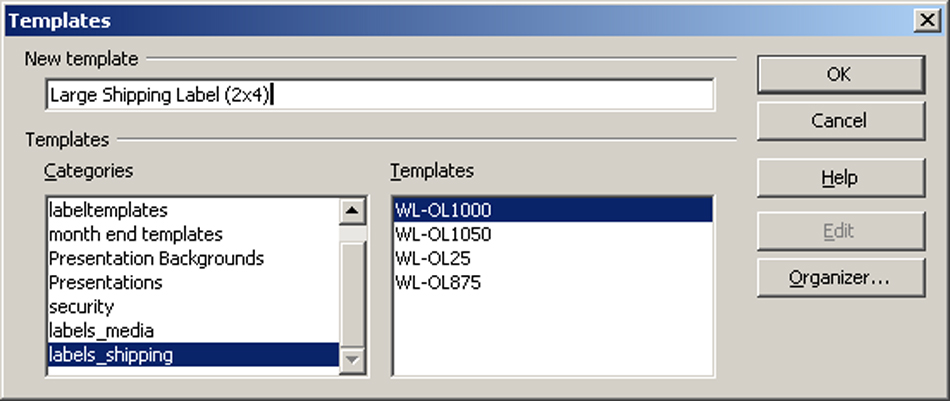 Templates
New template
Large Shipping Label (2x4)
OK
Cancel
Templates
Categories
Templates
Help
labeltemplates
month end templates
Presentation Backgrounds
Presentations
security
labels_media
labels_shipping
WL-OL1000
WL-OL1050
WL-OL25
WL-OL875
Edit
Organizer...